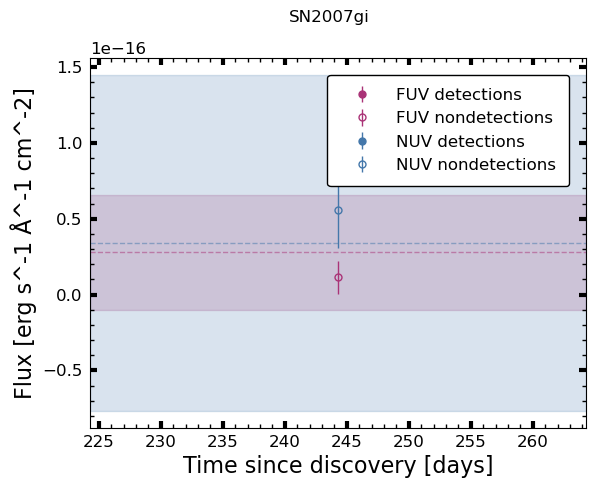 SN2007gi
1e−16
1.5
1.0
0.5
0.0
−0.5
Flux [erg s^-1 Å^-1 cm^-2]
FUV detections
FUV nondetections
NUV detections
NUV nondetections
225 230 235 240 245 250 255 260
Time since discovery [days]